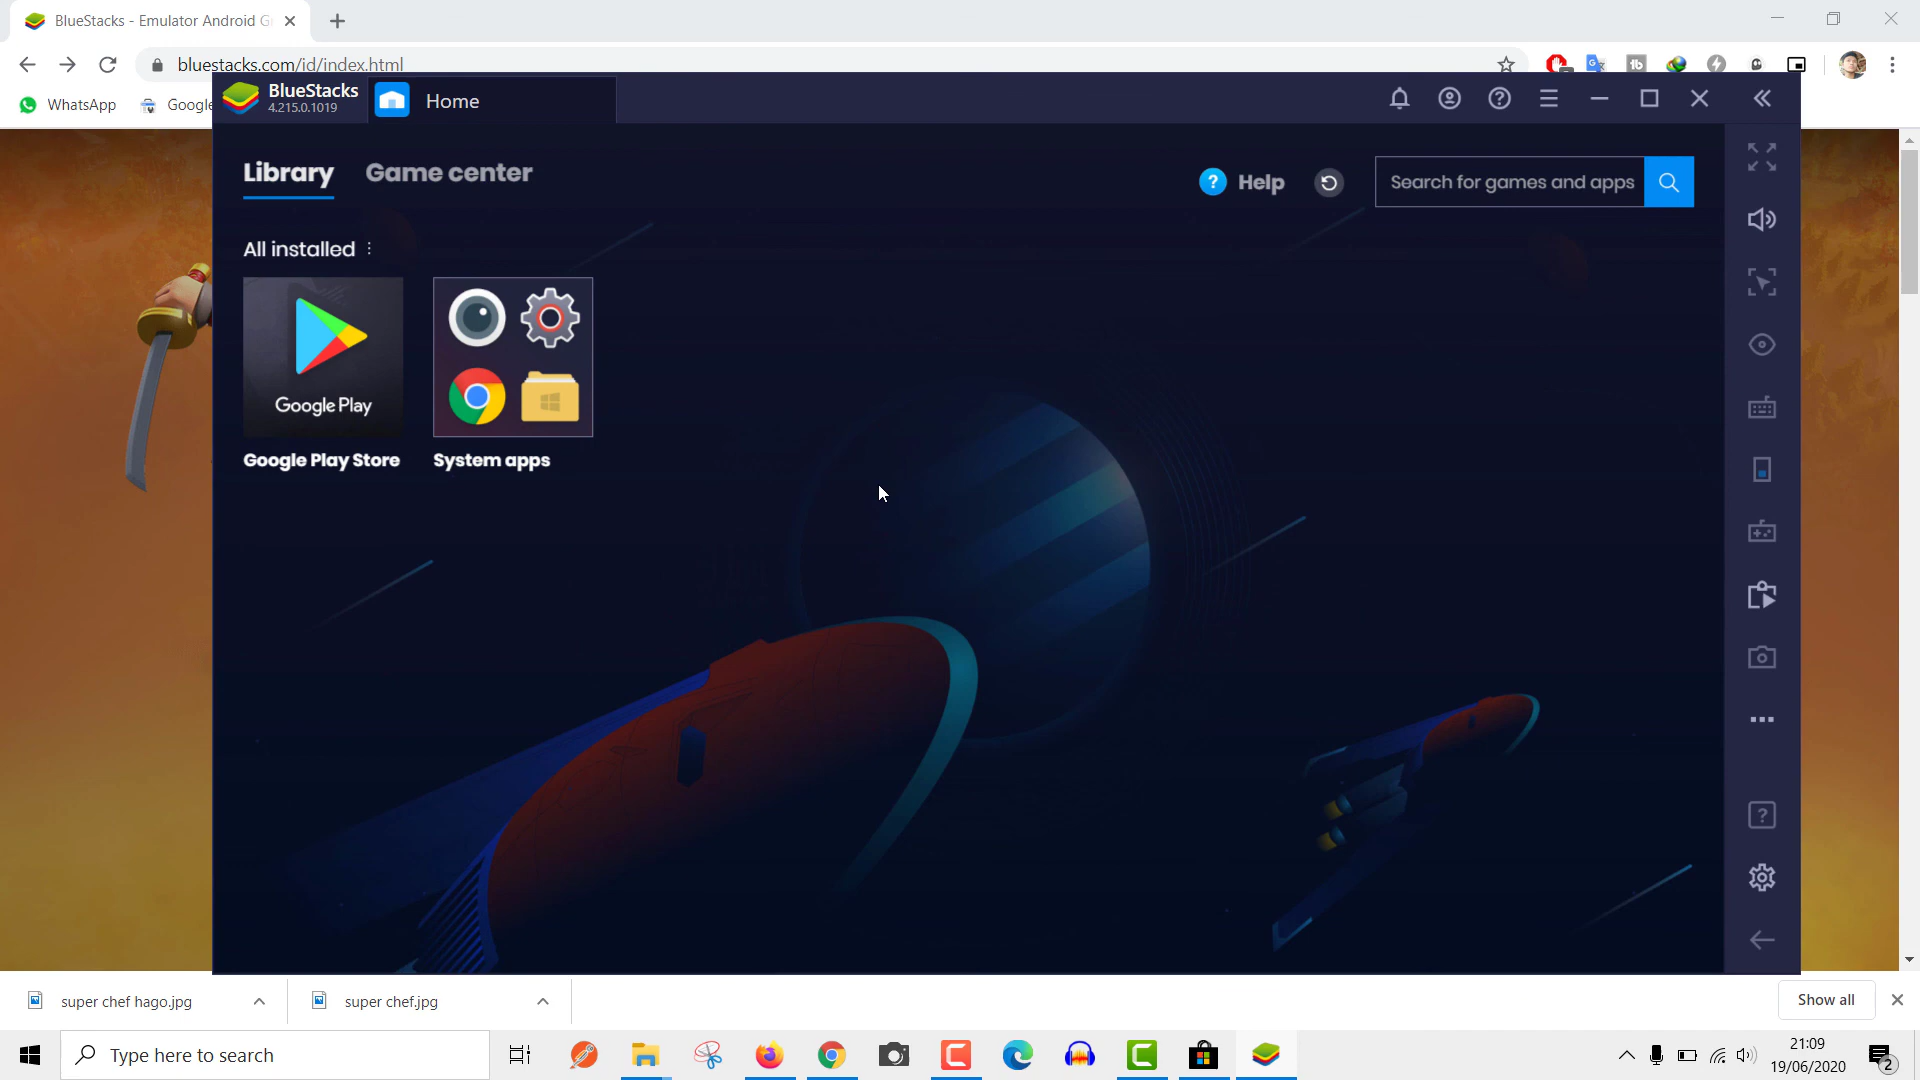 BlueStacks - Emulator Android G
bluestacks.com/id/index.html
WhatsApp
Google
BlueStacks
4.215.0.1019
Home
Library
Game center
? Help
Search for games and apps
All installed
Google Play
Google Play Store
System apps
super chef hago.jpg
super chef.jpg
Show all
Type here to search
21:09
19/06/2020
2